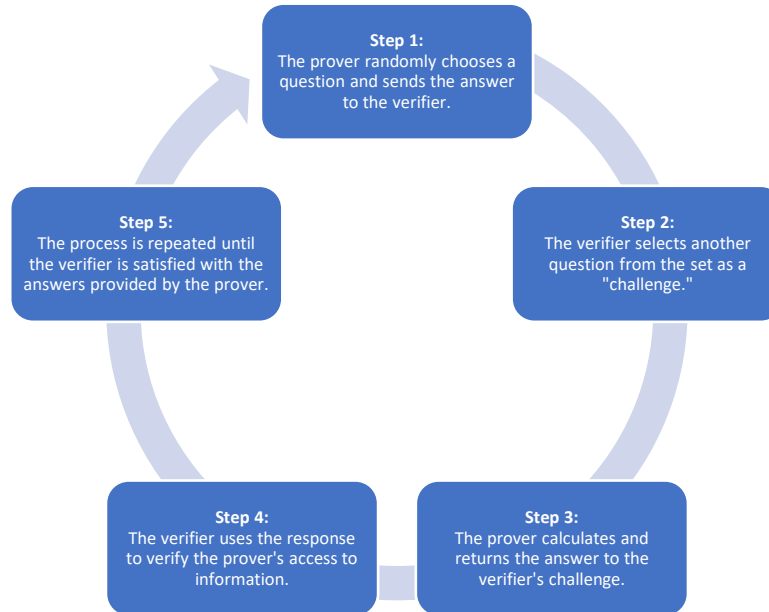 Step 1:
The prover randomly chooses a
question and sends the answer
to the verifier.
Step 2:
The verifier selects another
question from the set as a
"challenge."
Step 3:
The prover calculates and
returns the answer to the
verifier's challenge.
Step 4:
The verifier uses the response
to verify the prover's access to
information.
Step 5:
The process is repeated until
the verifier is satisfied with the
answers provided by the prover.